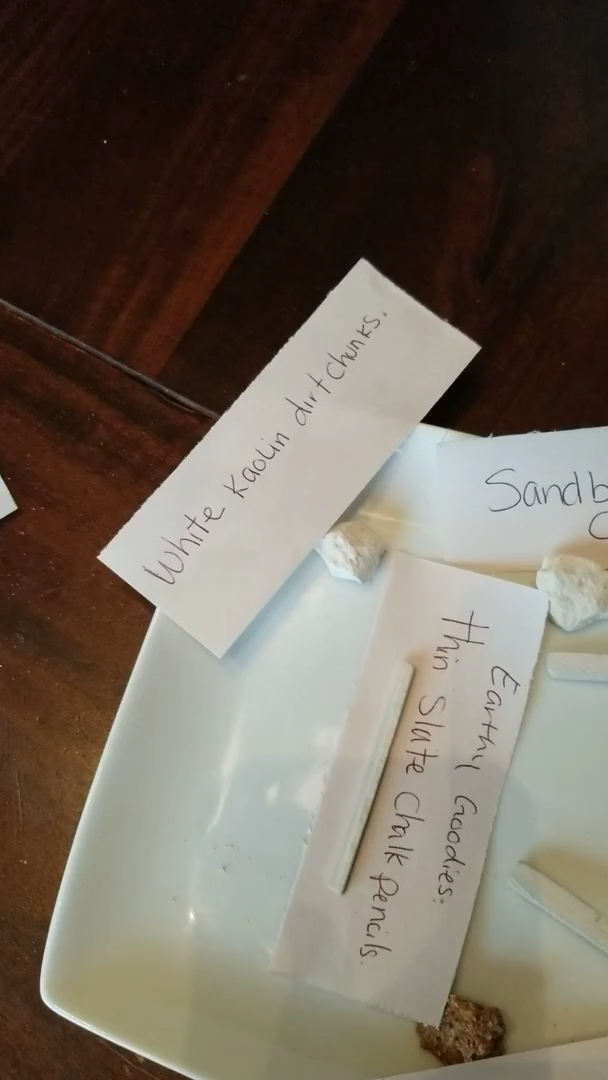 White Kaolin dirt chunks.
Sandb
Earthy Goodies:
thin Slate Chalk Pencils.